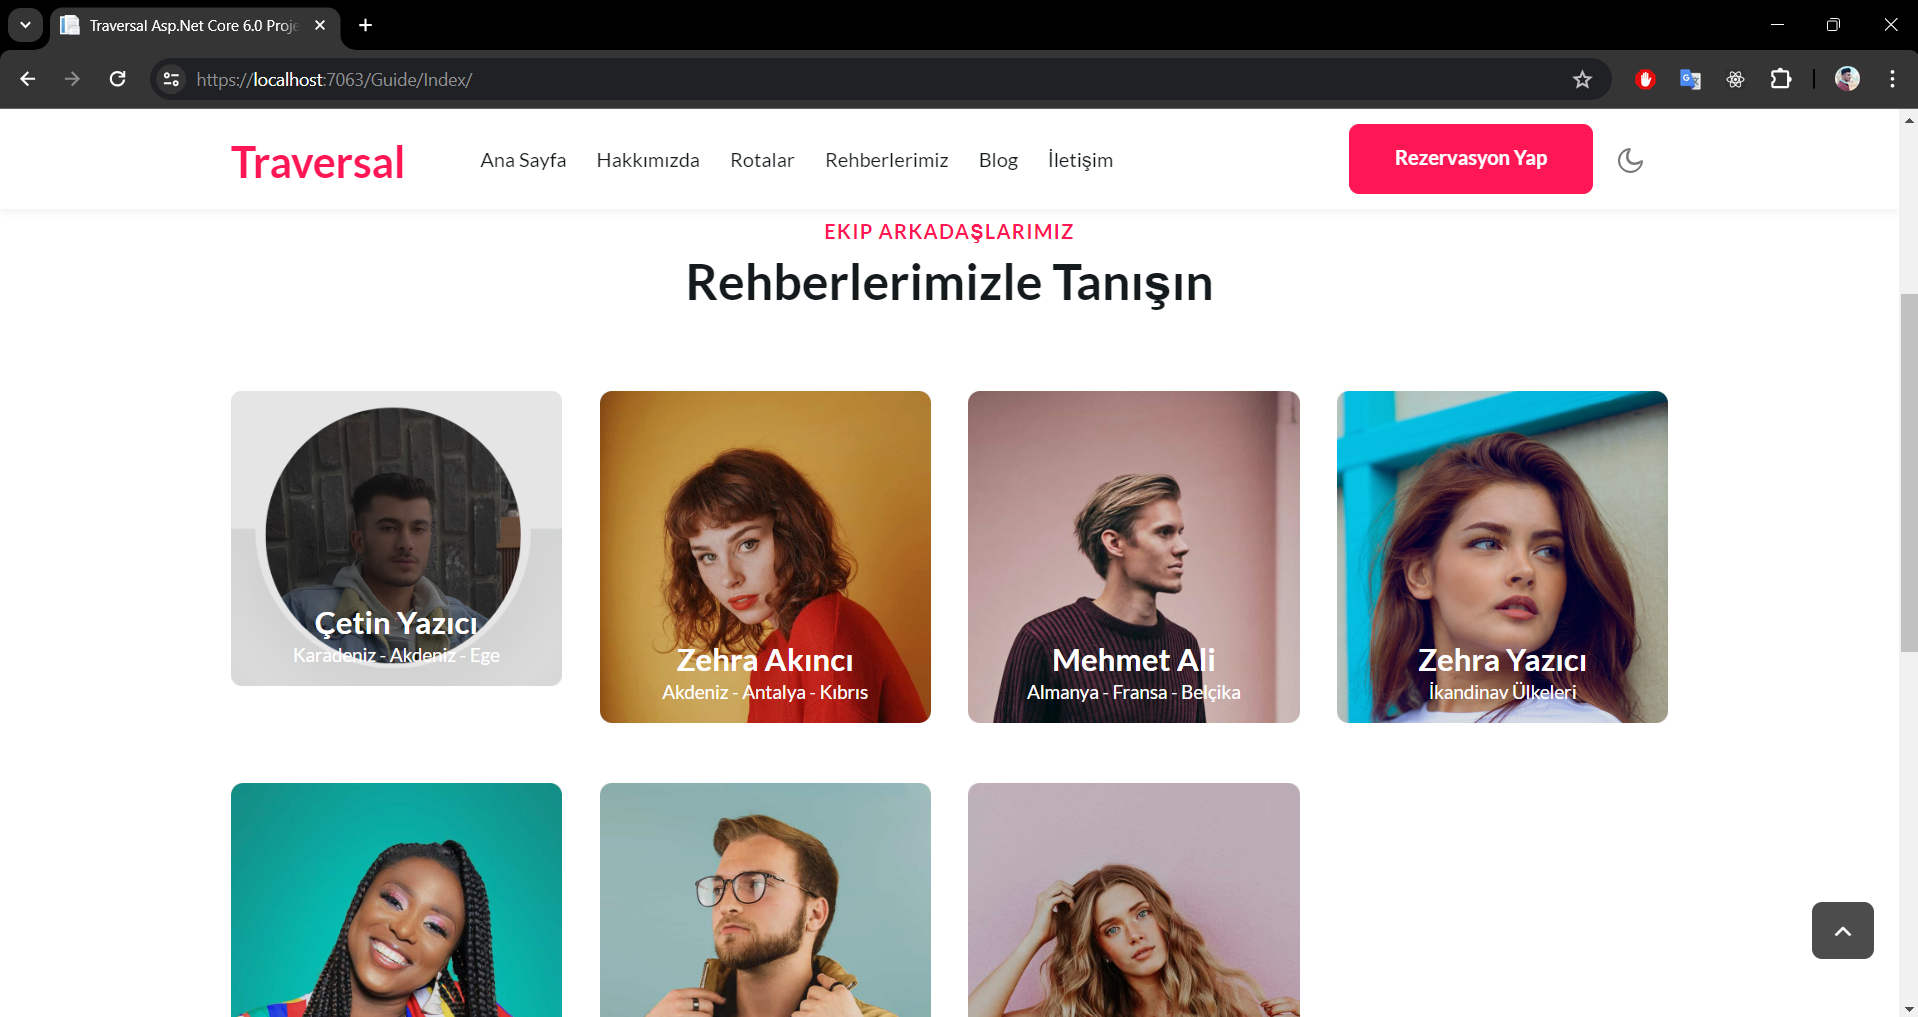 Traversal Asp.Net Core 6.0 Proje
https://localhost:7063/Guide/Index/
Traversal
Ana Sayfa Hakkımızda Rotalar Rehberlerimiz Blog İletişim
Rezervasyon Yap
EKIP ARKADAŞLARIMIZ
Rehberlerimizle Tanışın
Çetin Yazıcı
Karadeniz - Akdeniz - Ege
Zehra Akıncı
Akdeniz - Antalya - Kıbrıs
Mehmet Ali
Almanya - Fransa - Belçika
Zehra Yazıcı
İkandinav Ülkeleri